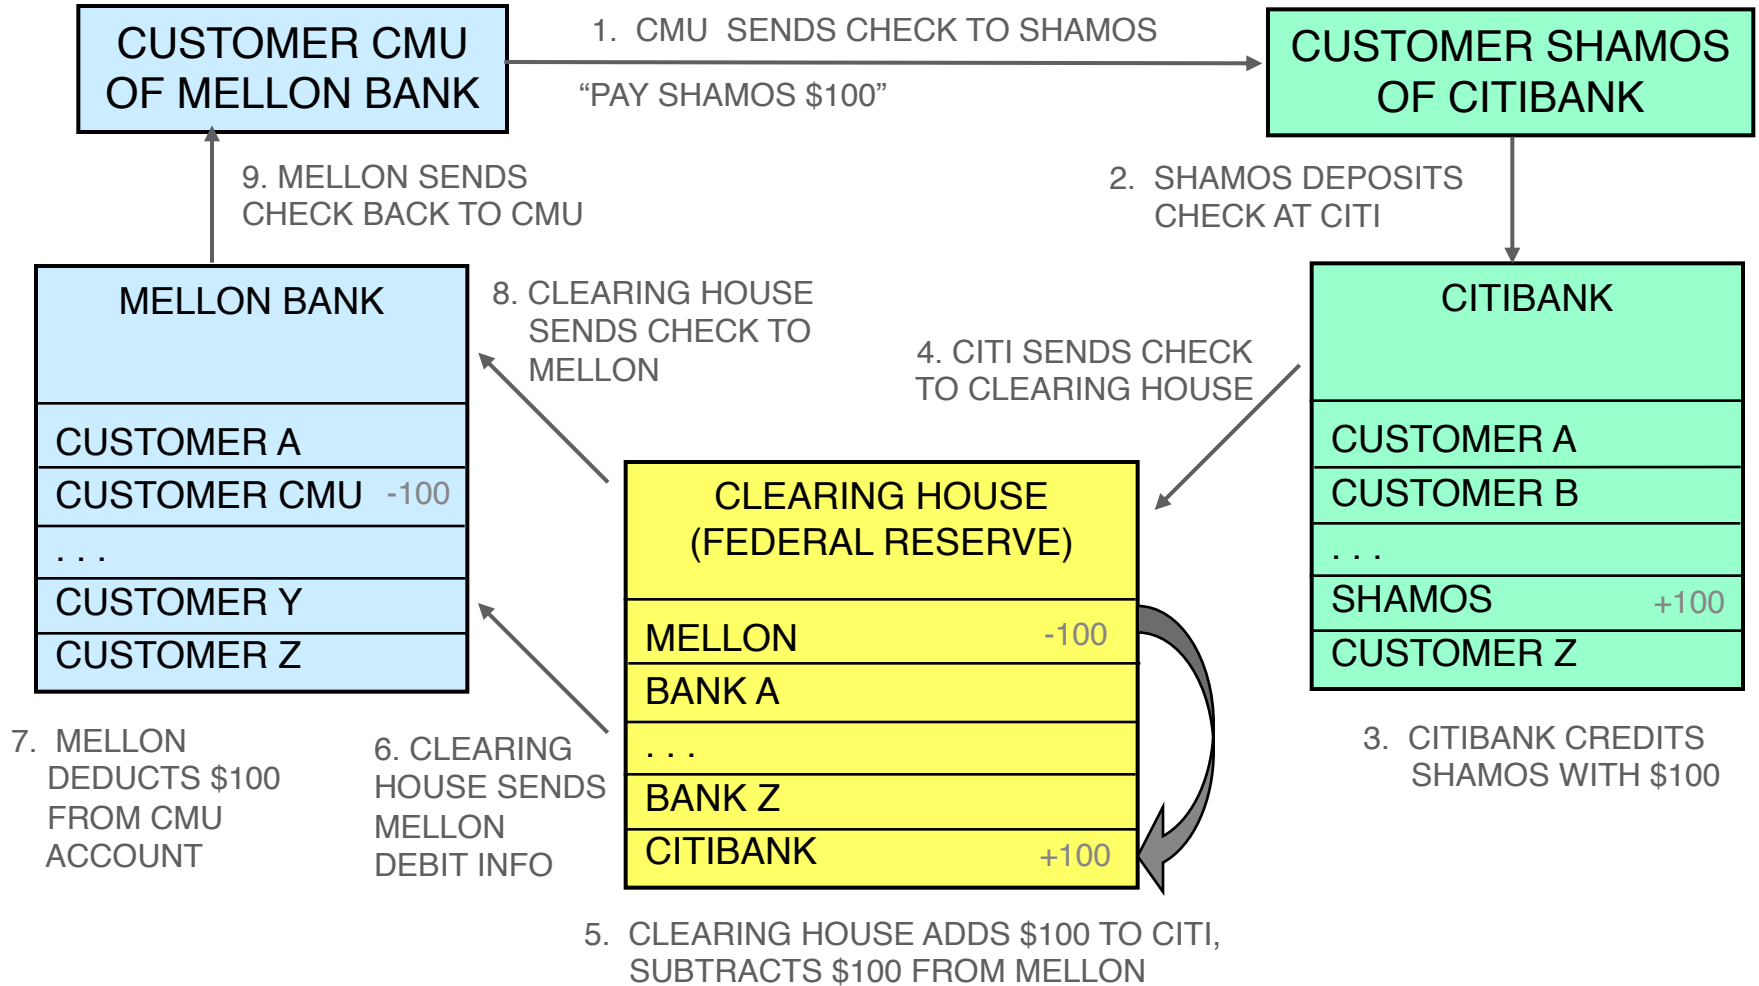 CUSTOMER CMU
OF MELLON BANK
1. CMU SENDS CHECK TO SHAMOS
“PAY SHAMOS $100”
CUSTOMER SHAMOS
OF CITIBANK
9. MELLON SENDS
CHECK BACK TO CMU
2. SHAMOS DEPOSITS
CHECK AT CITI
MELLON BANK
CUSTOMER A
CUSTOMER CMU -100
. . .
CUSTOMER Y
CUSTOMER Z
8. CLEARING HOUSE
SENDS CHECK TO
MELLON
4. CITI SENDS CHECK
TO CLEARING HOUSE
CITIBANK
CUSTOMER A
CUSTOMER B
. . .
SHAMOS +100
CUSTOMER Z
CLEARING HOUSE
(FEDERAL RESERVE)
MELLON -100
BANK A
. . .
BANK Z
CITIBANK +100
7. MELLON
DEDUCTS $100
FROM CMU
ACCOUNT
6. CLEARING
HOUSE SENDS
MELLON
DEBIT INFO
3. CITIBANK CREDITS
SHAMOS WITH $100
5. CLEARING HOUSE ADDS $100 TO CITI,
SUBTRACTS $100 FROM MELLON